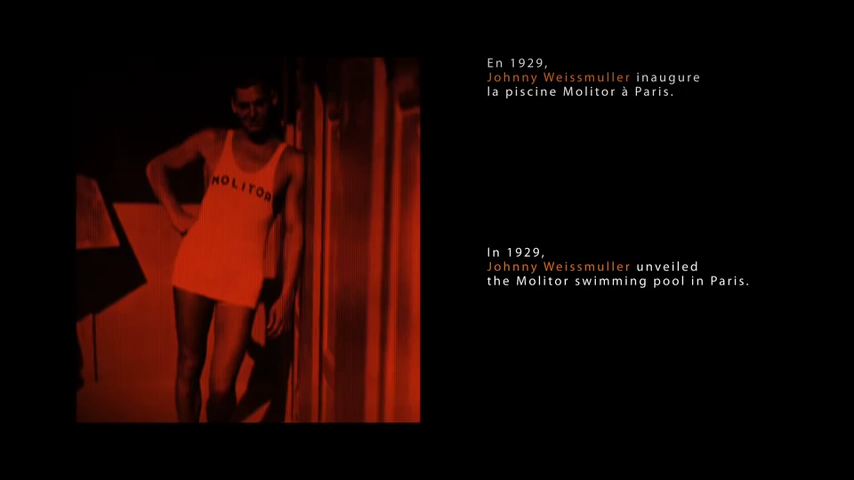 En 1929,
Johnny Weissmuller inaugure
la piscine Molitor à Paris.
MOLITOR
In 1929,
Johnny Weissmuller unveiled
the Molitor swimming pool in Paris.